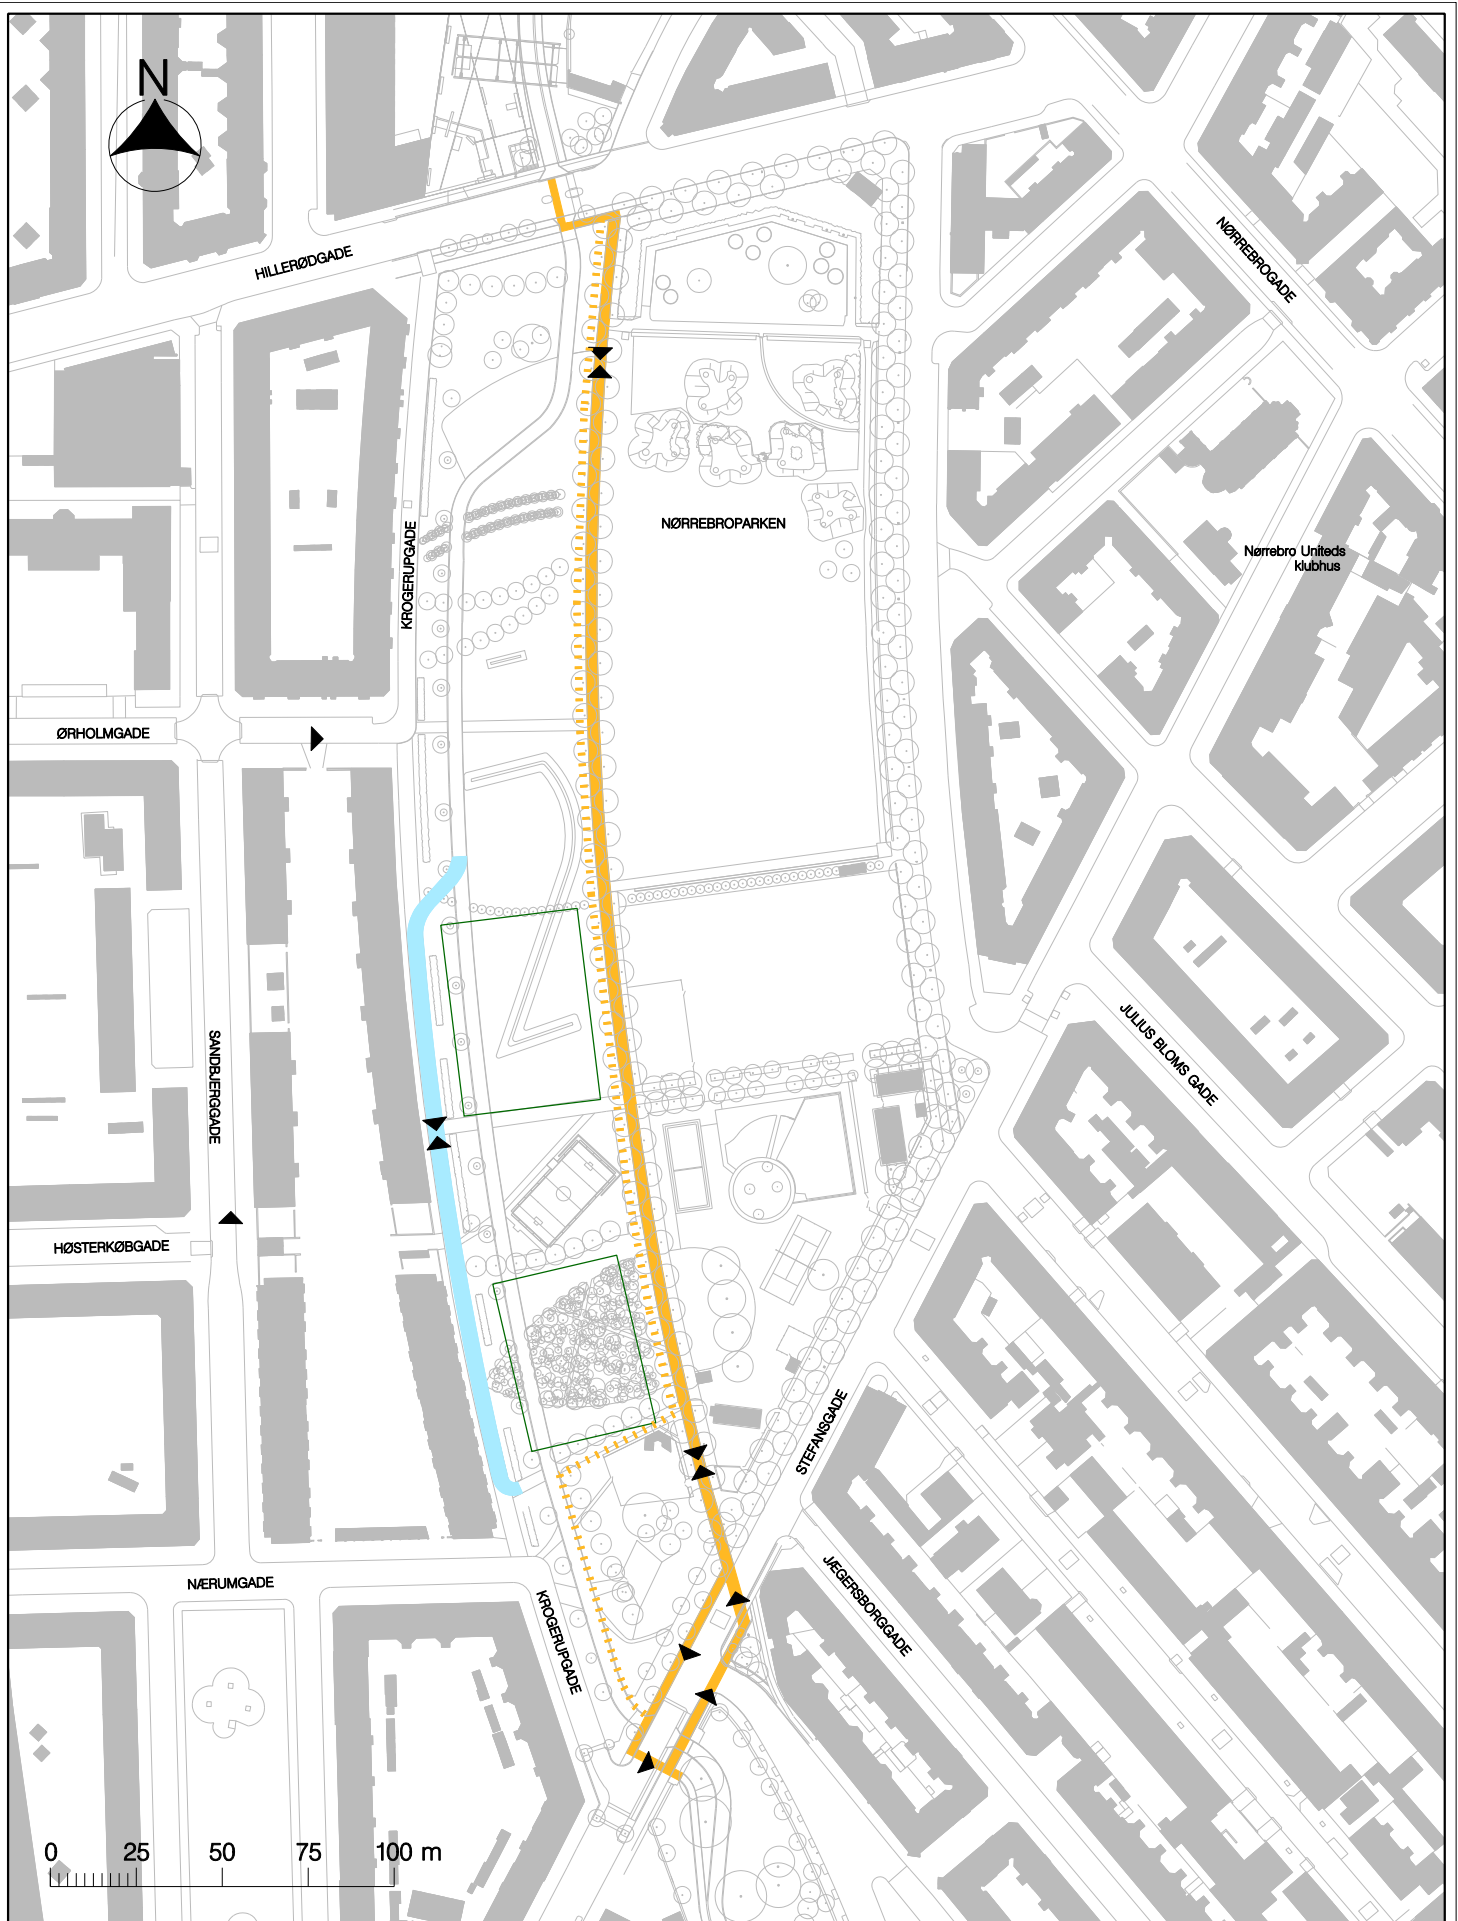 N
HILLERØDGADE
NØRREBROGADE
KROGERUPGADE
NØRREBROPARKEN
Nørrebro Uniteds
klubhus
ØRHOLMGADE
SANDBJERGGADE
JULIUS BLOMS GADE
HØSTERKØBGADE
STEFANSGADE
NÆRUMGADE
KROGERUPGADE
JÆGERSBORGGADE
0 25 50 75 100 m